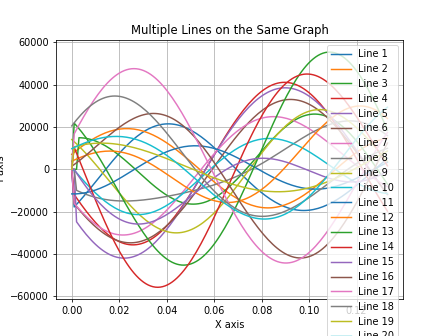 Multiple Lines on the Same Graph
60000
40000
20000
0
−20000
−40000
−60000
0.00
0.02
0.04
0.06
0.08
0.10
X axis
Line 1
Line 2
Line 3
Line 4
Line 5
Line 6
Line 7
Line 8
Line 9
Line 10
Line 11
Line 12
Line 13
Line 14
Line 15
Line 16
Line 17
Line 18
Line 19
Line 20